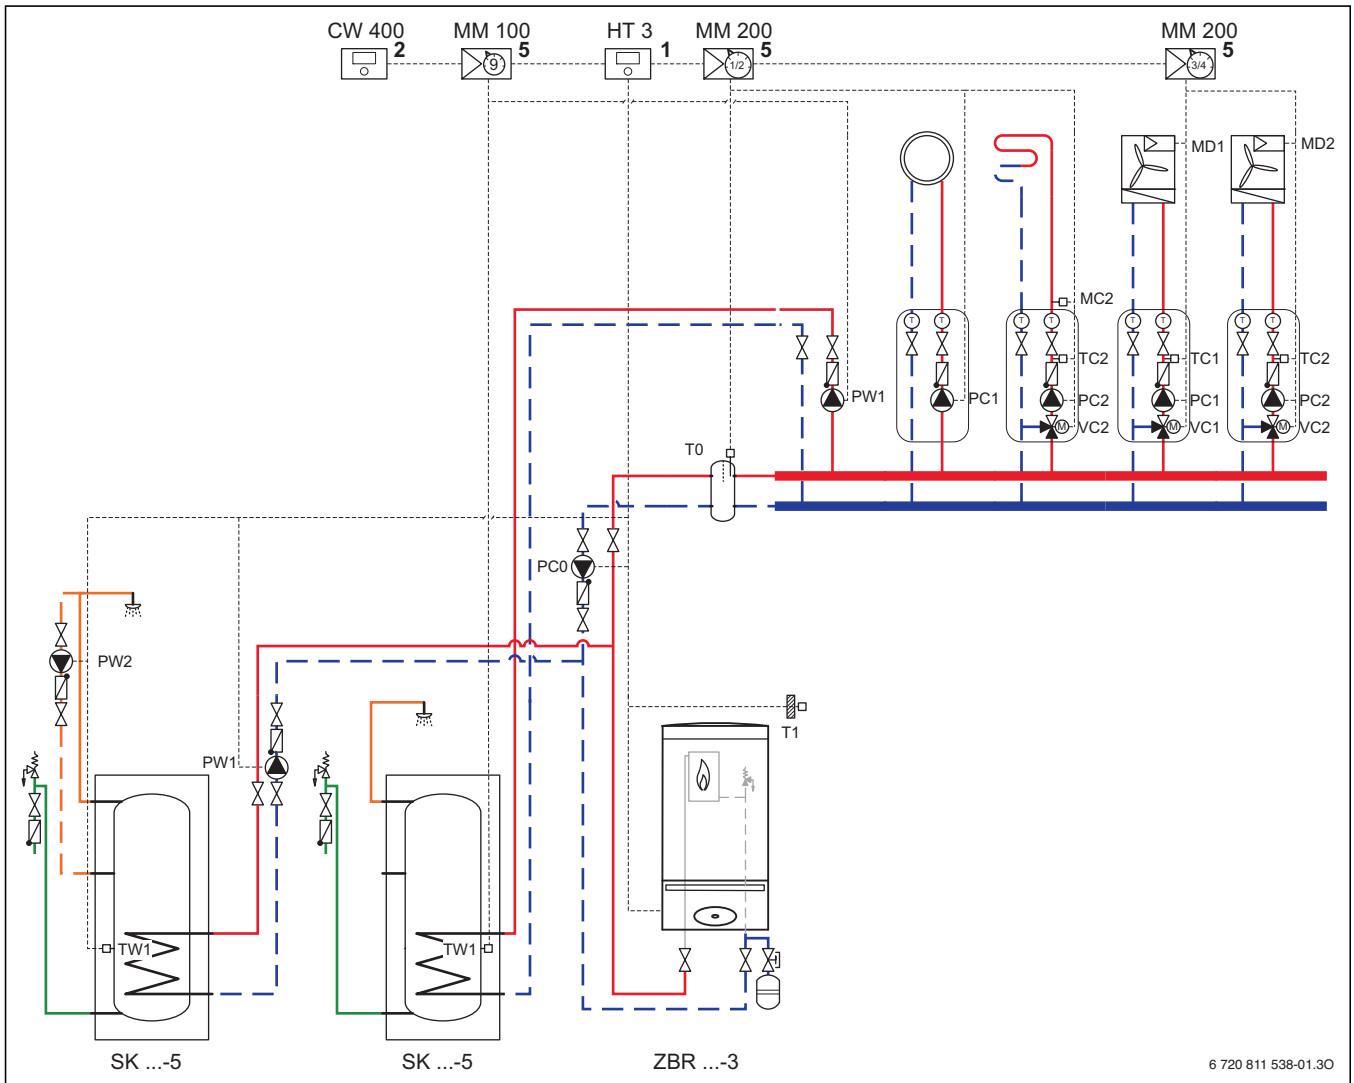 CW 400 MM 100 HT 3 MM 200 MM 200
2 5 1 5 5
9 1/2 3/4
MD1 MD2
MC2
T T T T T T T T
TC2 TC1 TC2
PW1 PC1 PC2 PC1 PC2
M VC2 M VC1 M VC2
T0
PC0
PW2
T1
PW1
TW1 TW1
SK ...-5 SK ...-5 ZBR ...-3
6 720 811 538-01.3O